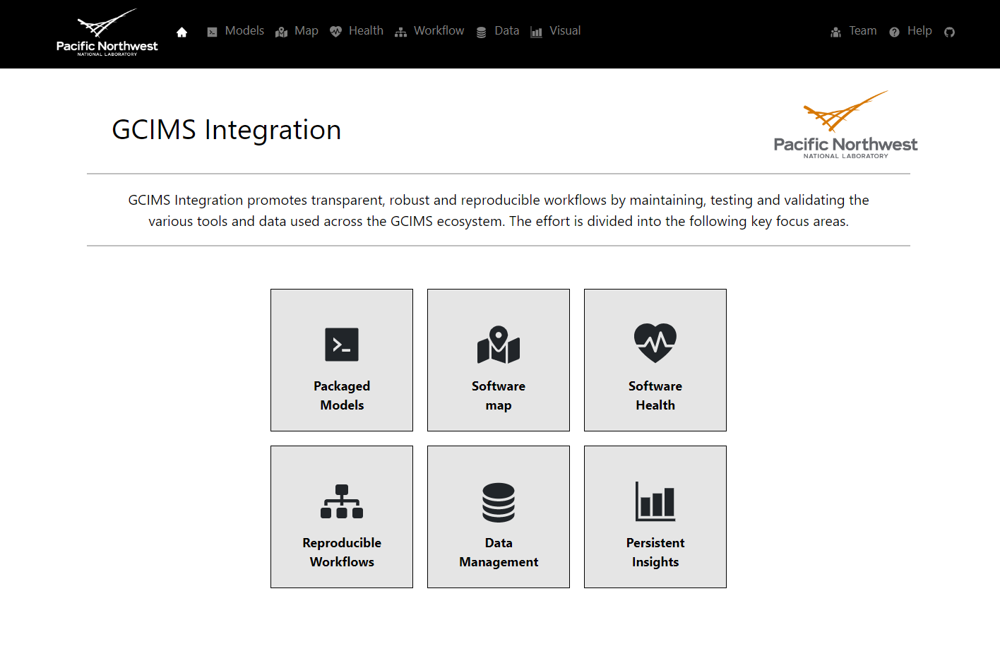 Pacific Northwest
NATIONAL LABORATORY
Models Map Health Workflow Data Visual Team Help
GCIMS Integration
Pacific Northwest
NATIONAL LABORATORY
GCIMS Integration promotes transparent, robust and reproducible workflows by maintaining, testing and validating the
various tools and data used across the GCIMS ecosystem. The effort is divided into the following key focus areas.
Packaged
Models
Software
map
Software
Health
Reproducible
Workflows
Data
Management
Persistent
Insights